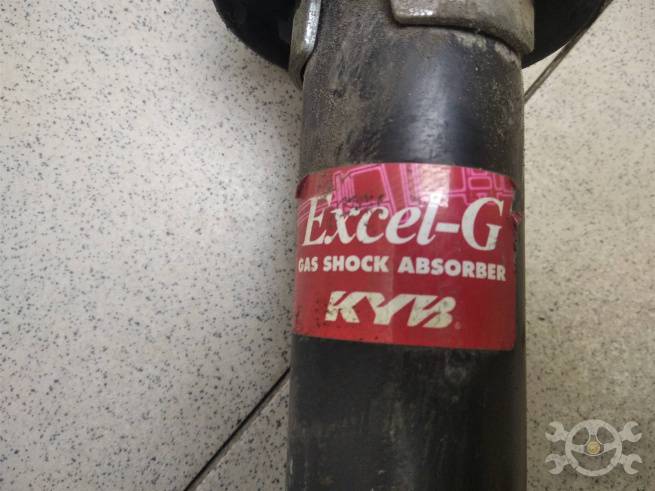 Excel-G
GAS SHOCK ABSORBER
KYB